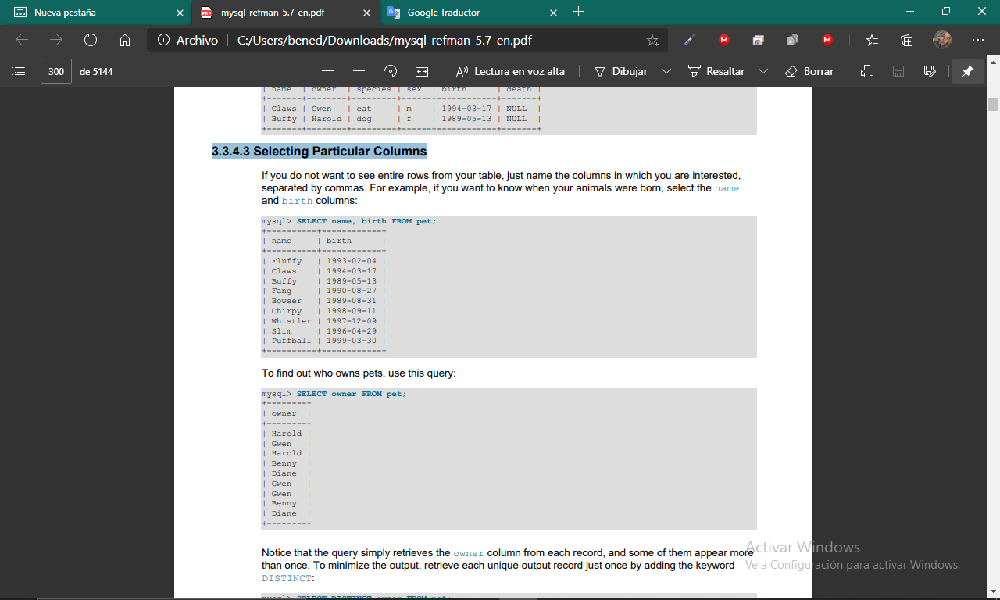 Nueva pestaña
mysql-refman-5.7-en.pdf
Google Traductor
Archivo
C:/Users/bened/Downloads/mysql-refman-5.7-en.pdf
300 de 5144
Lectura en voz alta
Dibujar
Resaltar
Borrar
| name | owner | species | sex | birth | death |
+-------+--------+---------+------+------------+-------+
| Claws | Gwen | cat | m | 1994-03-17 | NULL |
| Buffy | Harold | dog | f | 1989-05-13 | NULL |
+-------+--------+---------+------+------------+-------+
3.3.4.3 Selecting Particular Columns
If you do not want to see entire rows from your table, just name the columns in which you are interested,
separated by commas. For example, if you want to know when your animals were born, select the name
and birth columns:
mysql> SELECT name, birth FROM pet;
+----------+------------+
| name | birth |
+----------+------------+
| Fluffy | 1993-02-04 |
| Claws | 1994-03-17 |
| Buffy | 1989-05-13 |
| Fang | 1990-08-27 |
| Bowser | 1989-08-31 |
| Chirpy | 1998-09-11 |
| Whistler | 1997-12-09 |
| Slim | 1996-04-29 |
| Puffball | 1999-03-30 |
+----------+------------+
To find out who owns pets, use this query:
mysql> SELECT owner FROM pet;
+--------+
| owner |
+--------+
| Harold |
| Gwen |
| Harold |
| Benny |
| Diane |
| Gwen |
| Gwen |
| Benny |
| Diane |
+--------+
Notice that the query simply retrieves the owner column from each record, and some of them appear more
than once. To minimize the output, retrieve each unique output record just once by adding the keyword
DISTINCT:
mysql> SELECT DISTINCT owner FROM pet;
Activar Windows
Ve a Configuración para activar Windows.